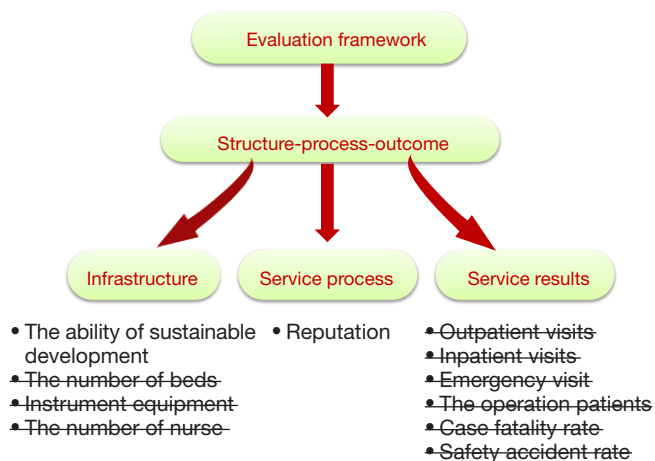 Evaluation framework
Structure-process-outcome
Infrastructure
Service process
Service results
• The ability of sustainable
development
• The number of beds
• Instrument equipment
• The number of nurse
• Reputation
• Outpatient visits
• Inpatient visits
• Emergency visit
• The operation patients
• Case fatality rate
• Safety accident rate